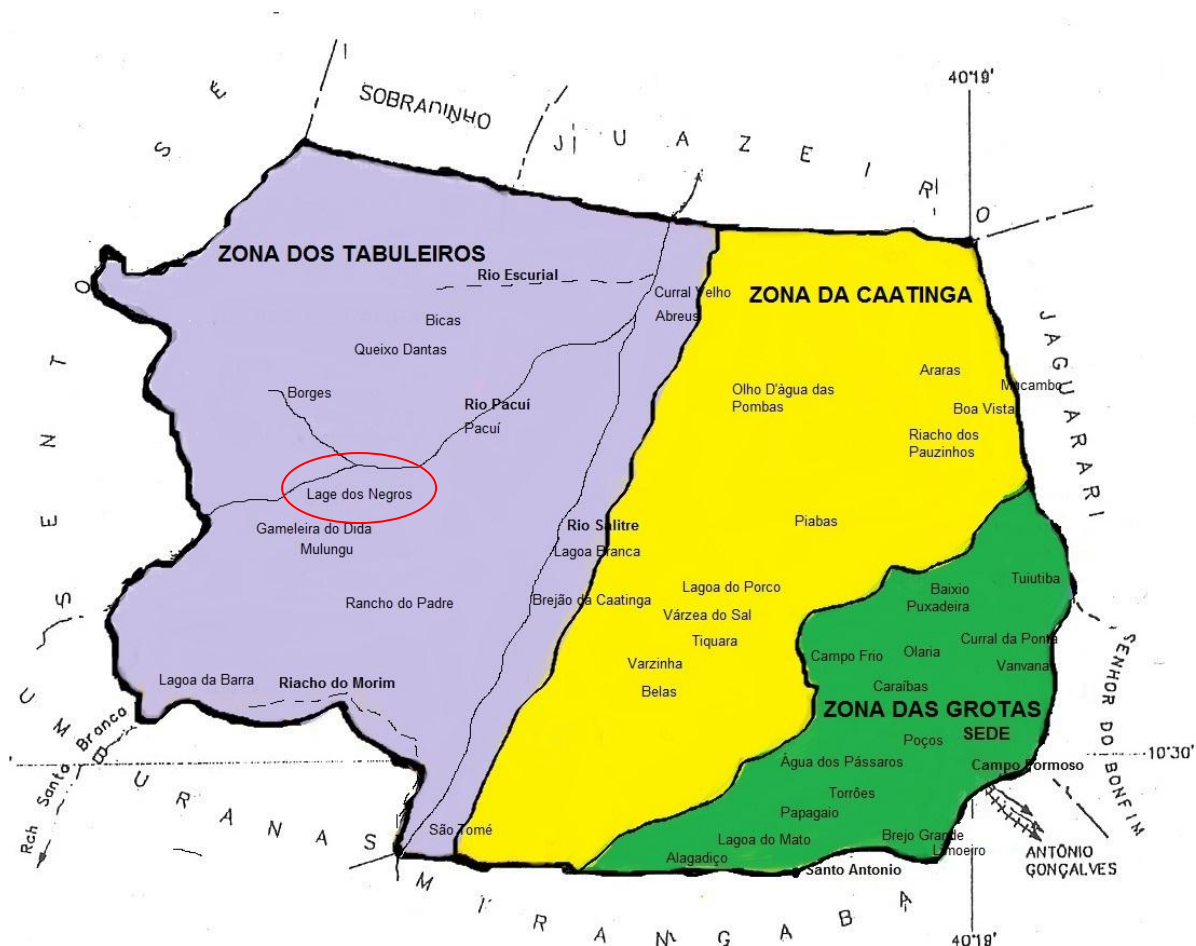 40°19'
SOBRADINHO
JUAZEIRO
SENTO SE
ZONA DOS TABULEIROS
Rio Escurial
Curral Velho
Abreus
ZONA DA CAATINGA
JAGUARARI
Bicas
Queixo Dantas
Borges
Rio Pacuí
Pacuí
Olho D'àgua das
Pombas
Araras
Mucambo
Boa Vista
Riacho dos
Pauzinhos
Lage dos Negros
Gameleira do Dida
Mulungu
Rio Salitre
Lagoa Branca
Piabas
Rancho do Padre
Brejão da Caatinga
Lagoa do Porco
Várzea do Sal
Tiquara
Varzinha
Belas
Baixio
Puxadeira
Tuiutiba
Curral da Ponta
Vanvana
Campo Frio
Olaria
Caraíbas
ZONA DAS GROTAS
SEDE
SENHOR DO BONFIM
Lagoa da Barra
Riacho do Morim
UMBURANAS
Rch Santo Branco
Poços
Água dos Pássaros
Campo Formoso
10°30'
Torrões
Papagaio
São Tomé
Lagoa do Mato
Alagadiço
Brejo Grande
Limoeiro
Santo Antonio
ANTÔNIO
GONÇALVES
MIRANGABA
40°19'